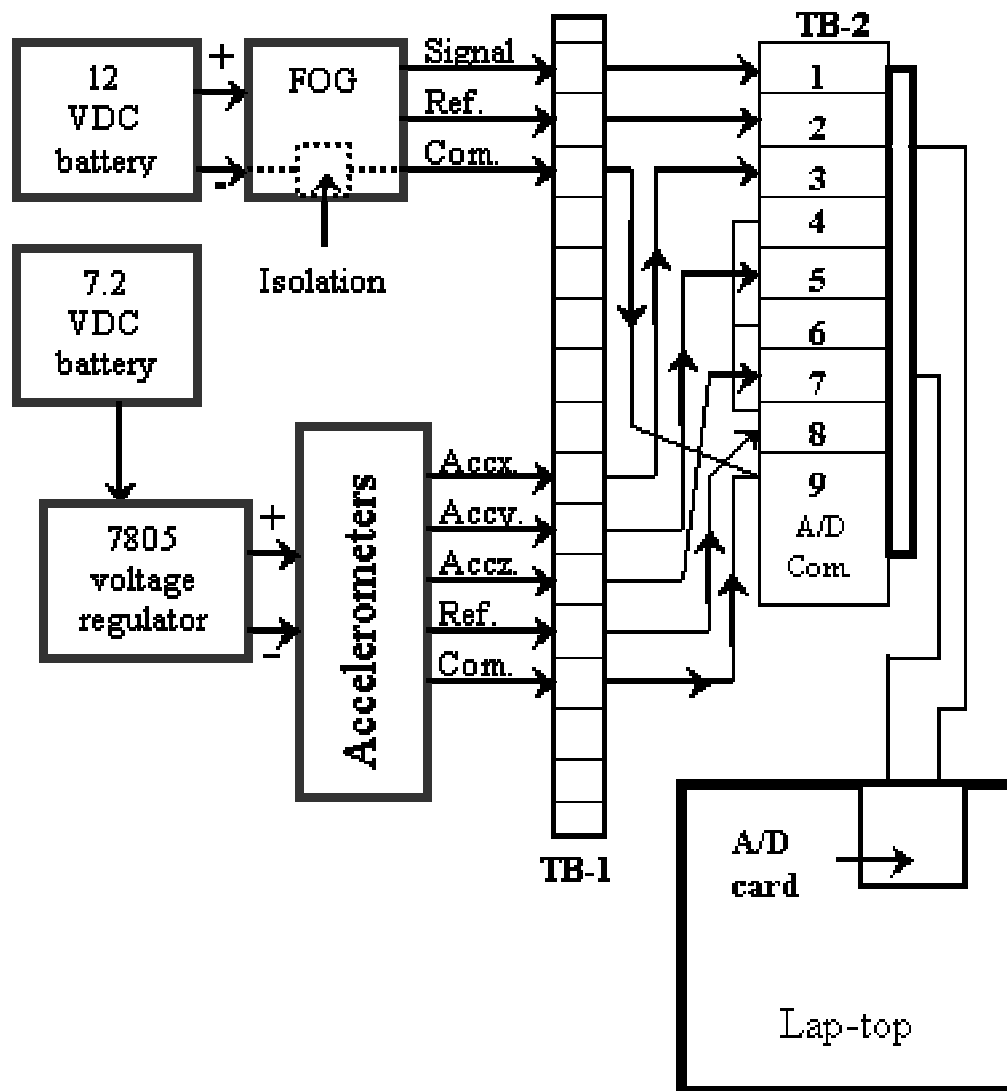 12
VDC
battery
+
-
FOG
Signal
Ref.
Com.
Isolation
7.2
VDC
battery
7805
voltage
regulator
+
-
Accelerometers
Accx.
Accy.
Accz.
Ref.
Com.
TB-1
TB-2
1
2
3
4
5
6
7
8
9
A/D
Com.
A/D
card
Lap-top